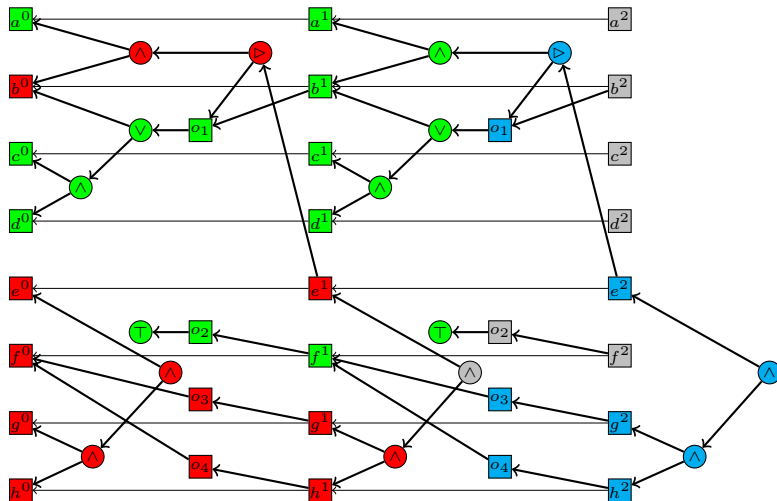 a⁰ a¹ a²
∧ ▷ ∧ ▷
b⁰ b¹ b²
∨ o₁ ∨ o₁
c⁰ c¹ c²
∧ ∧
d⁰ d¹ d²
e⁰ e¹ e²
⊤ o₂ ⊤ o₂
f⁰ f¹ f²
∧ ∧ ∧
o₃ o₃
g⁰ g¹ g²
∧ ∧ ∧
o₄ o₄
h⁰ h¹ h²